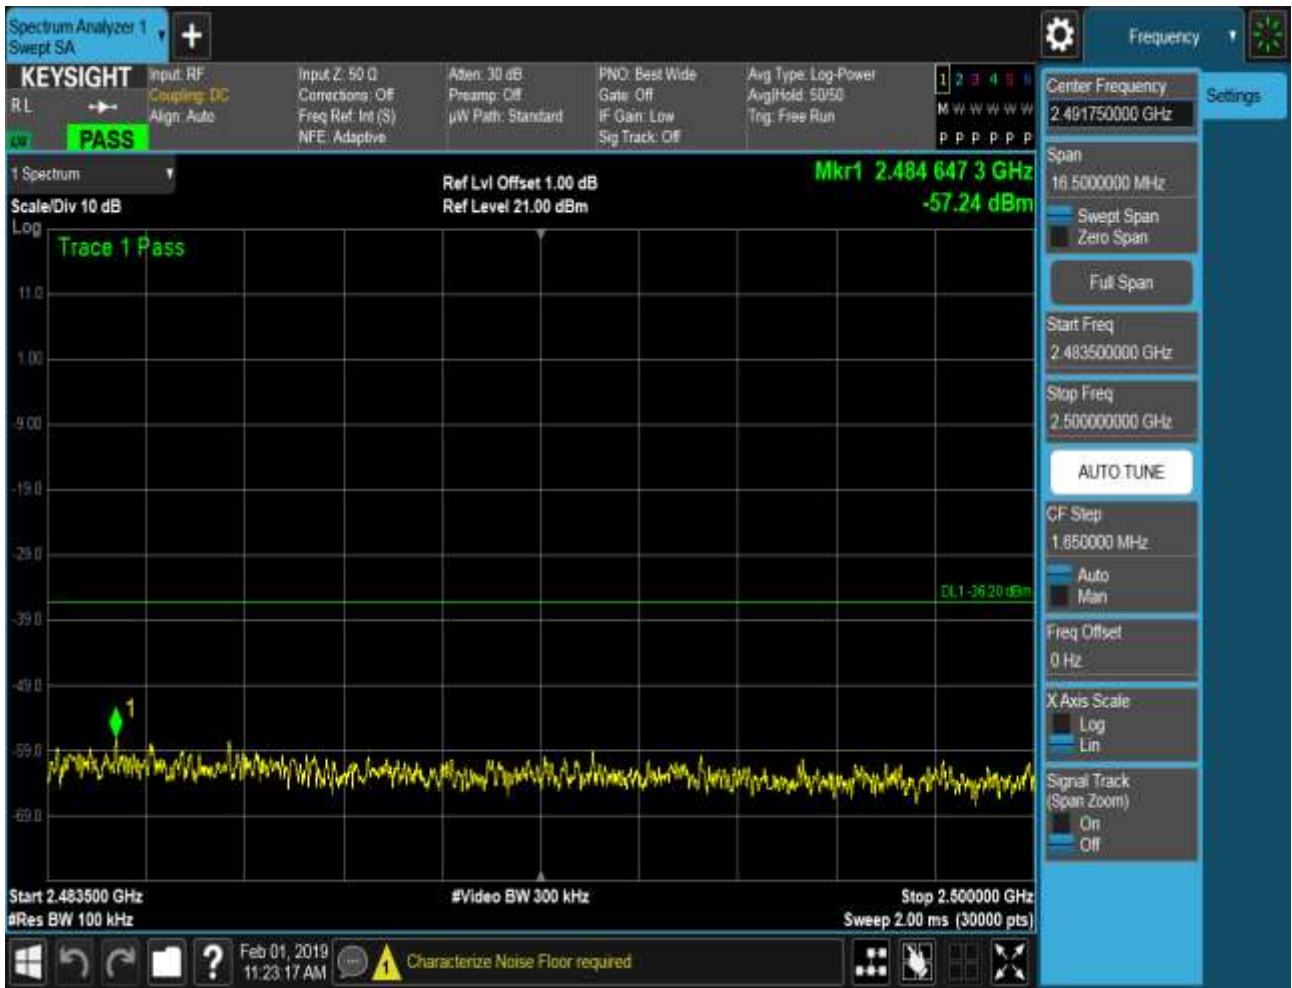 Spectrum Analyzer 1
Swept SA
+
Frequency
KEYSIGHT
R L
PASS
Input: RF
Coupling: DC
Align: Auto
Input Z: 50 Ω
Corrections: Off
Freq Ref: Int (S)
NFE: Adaptive
Atten: 30 dB
Preamp: Off
µW Path: Standard
PNO: Best Wide
Gate: Off
IF Gain: Low
Sig Track: Off
Avg Type: Log-Power
Avg|Hold: 50/50
Trig: Free Run
1 2 3 4 5 6
M W W W W W
P P P P P P
1 Spectrum
Scale/Div 10 dB
Log
Ref Lvl Offset 1.00 dB
Ref Level 21.00 dBm
Mkr1 2.484 647 3 GHz
-57.24 dBm
Trace 1 Pass
11.0
1.00
-9.00
-19.0
-29.0
-39.0
-49.0
-59.0
-69.0
DL1 -36.20 dBm
1
Start 2.483500 GHz
#Res BW 100 kHz
#Video BW 300 kHz
Stop 2.500000 GHz
Sweep 2.00 ms (30000 pts)
Center Frequency
2.491750000 GHz
Settings
Span
16.5000000 MHz
Swept Span
Zero Span
Full Span
Start Freq
2.483500000 GHz
Stop Freq
2.500000000 GHz
AUTO TUNE
CF Step
1.650000 MHz
Auto
Man
Freq Offset
0 Hz
X Axis Scale
Log
Lin
Signal Track
(Span Zoom)
On
Off
?
Feb 01, 2019
11:23:17 AM
1
Characterize Noise Floor required